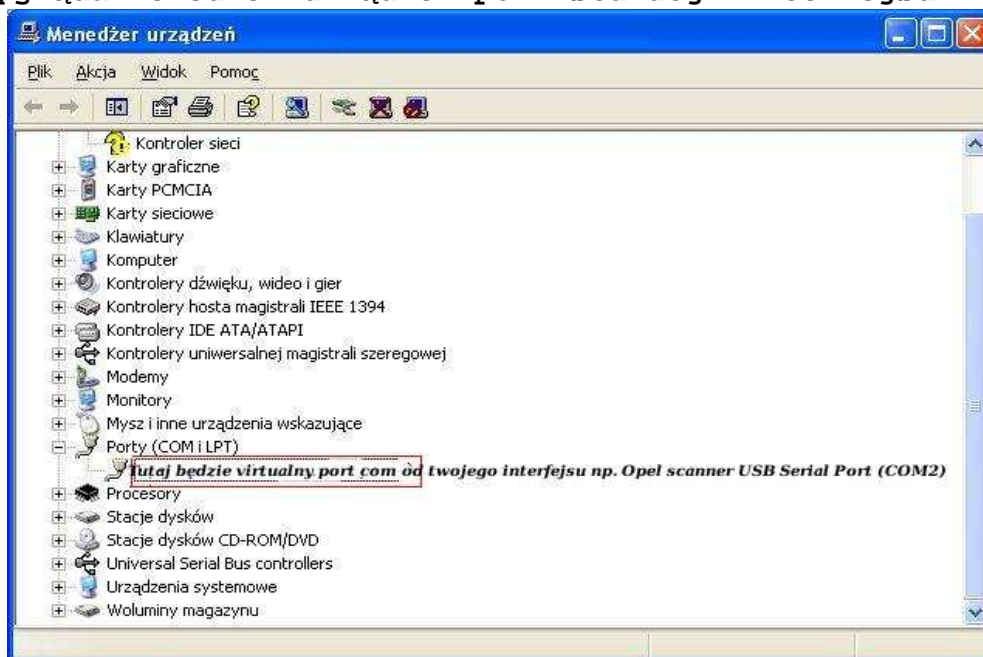 Menedżer urządzeń
Plik Akcja Widok Pomoc
Kontroler sieci
Karty graficzne
Karty PCMCIA
Karty sieciowe
Klawiatury
Komputer
Kontrolery dźwięku, wideo i gier
Kontrolery hosta magistrali IEEE 1394
Kontrolery IDE ATA/ATAPI
Kontrolery uniwersalnej magistrali szeregowej
Modemy
Monitory
Mysz i inne urządzenia wskazujące
Porty (COM i LPT)
Tutaj będzie virtualny port com od twojego interfejsu np. Opel scanner USB Serial Port (COM2)
Procesory
Stacje dysków
Stacje dysków CD-ROM/DVD
Universal Serial Bus controllers
Urządzenia systemowe
Woluminy magazynu